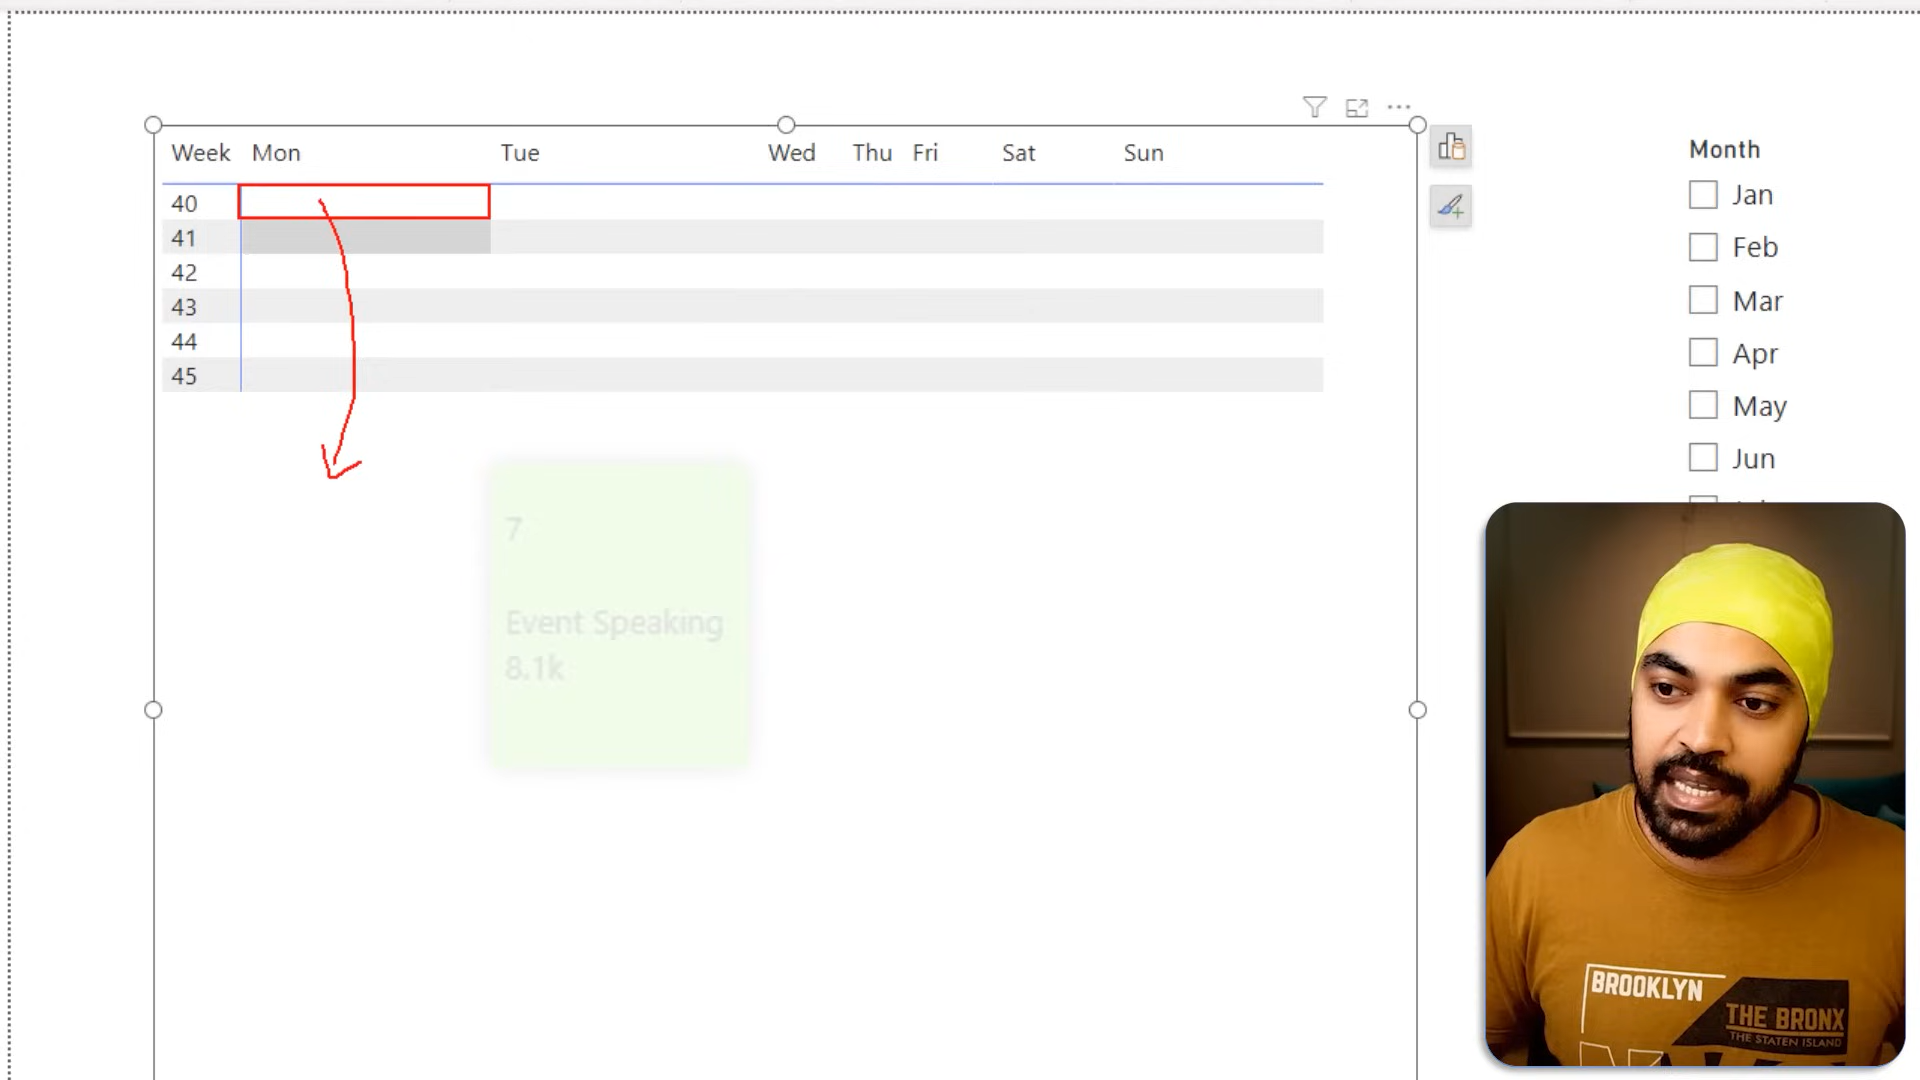 Week Mon Tue Wed Thu Fri Sat Sun
40
41
42
43
44
45
7
Event Speaking
8.1k
Month
Jan
Feb
Mar
Apr
May
Jun
BROOKLYN
THE BRONX
THE STATEN ISLAND